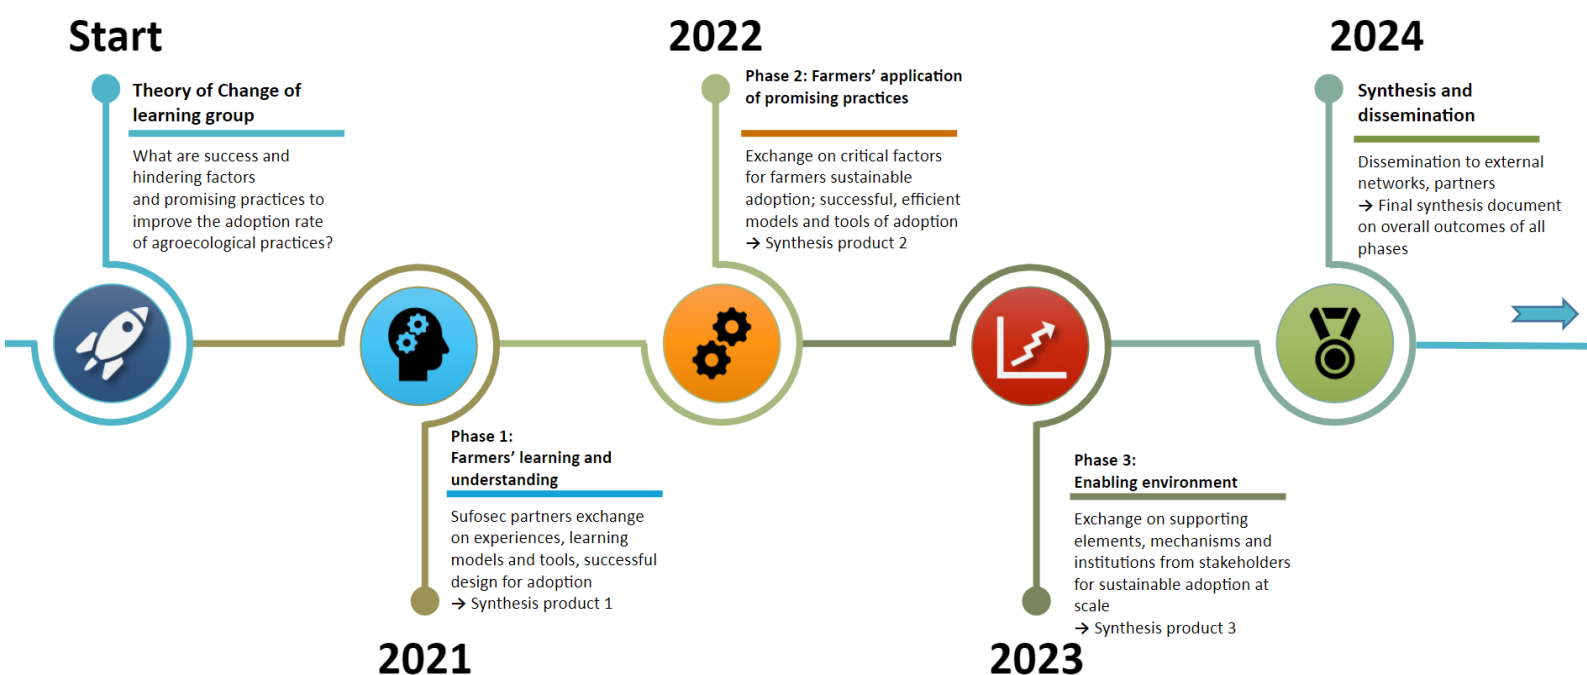 Start
Theory of Change of
learning group
What are success and
hindering factors
and promising practices to
improve the adoption rate
of agroecological practices?
Phase 1:
Farmers’ learning and
understanding
Sufosec partners exchange
on experiences, learning
models and tools, successful
design for adoption
→ Synthesis product 1
2021
2022
Phase 2: Farmers’ application
of promising practices
Exchange on critical factors
for farmers sustainable
adoption; successful, efficient
models and tools of adoption
→ Synthesis product 2
Phase 3:
Enabling environment
Exchange on supporting
elements, mechanisms and
institutions from stakeholders
for sustainable adoption at
scale
→ Synthesis product 3
2023
2024
Synthesis and
dissemination
Dissemination to external
networks, partners
→ Final synthesis document
on overall outcomes of all
phases